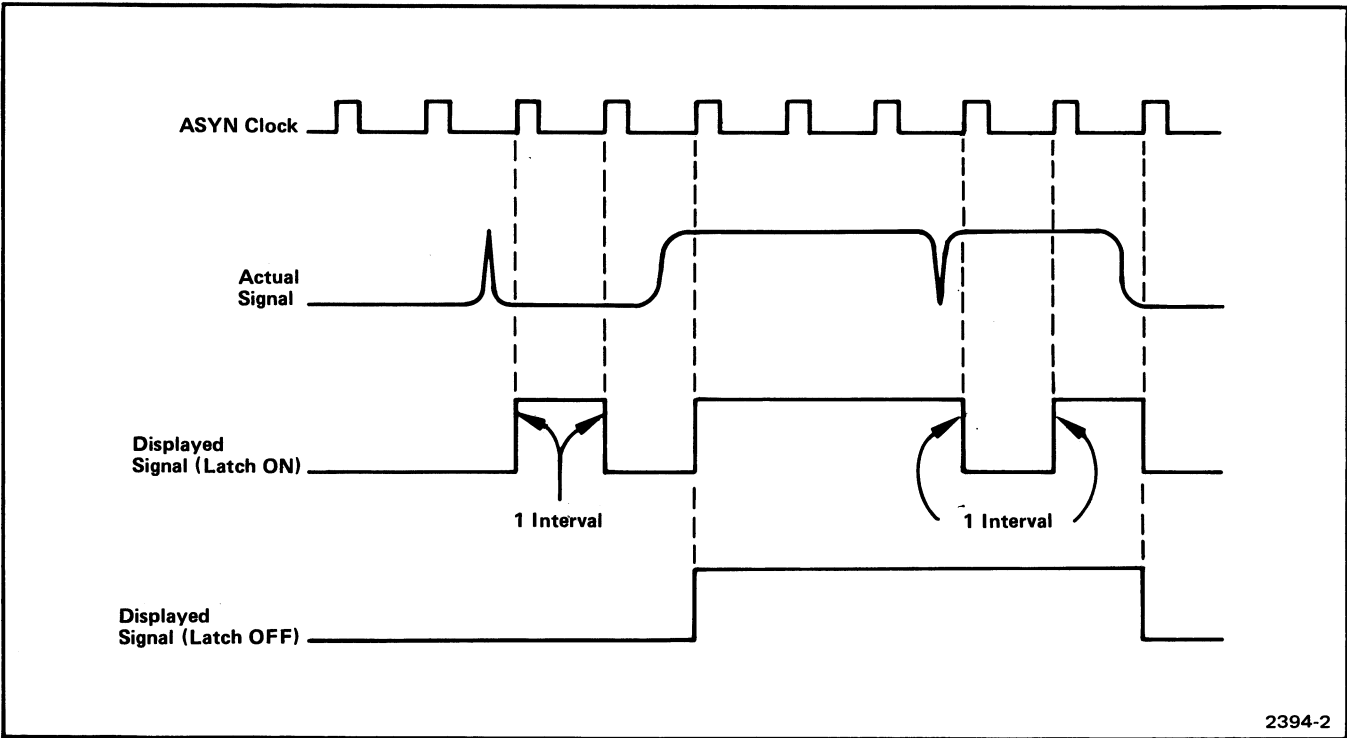 ASYN Clock
Actual
Signal
Displayed
Signal (Latch ON)
1 Interval
1 Interval
Displayed
Signal (Latch OFF)
2394-2